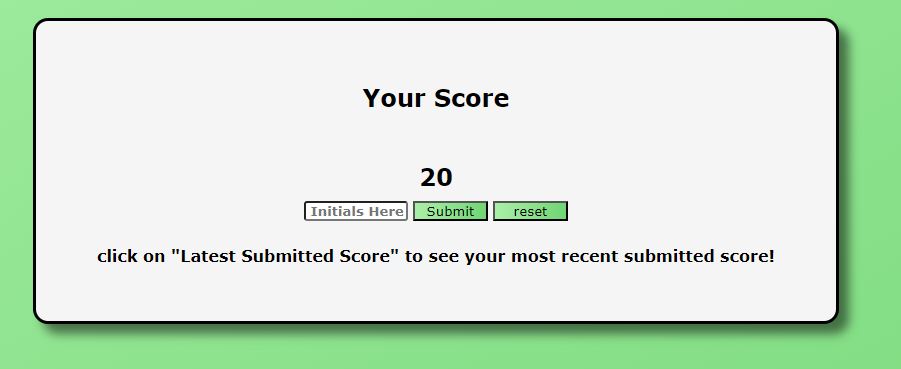 Your Score
20
Initials Here Submit reset
click on "Latest Submitted Score" to see your most recent submitted score!